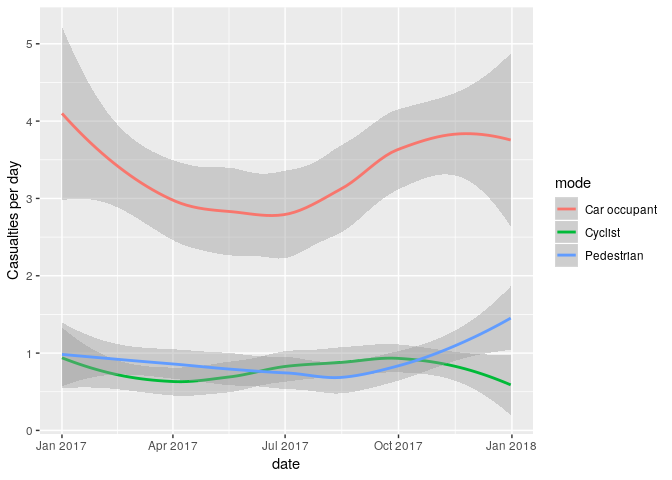 Casualties per day
5
4
3
2
1
0
Jan 2017 Apr 2017 Jul 2017 Oct 2017 Jan 2018
date
mode
Car occupant
Cyclist
Pedestrian